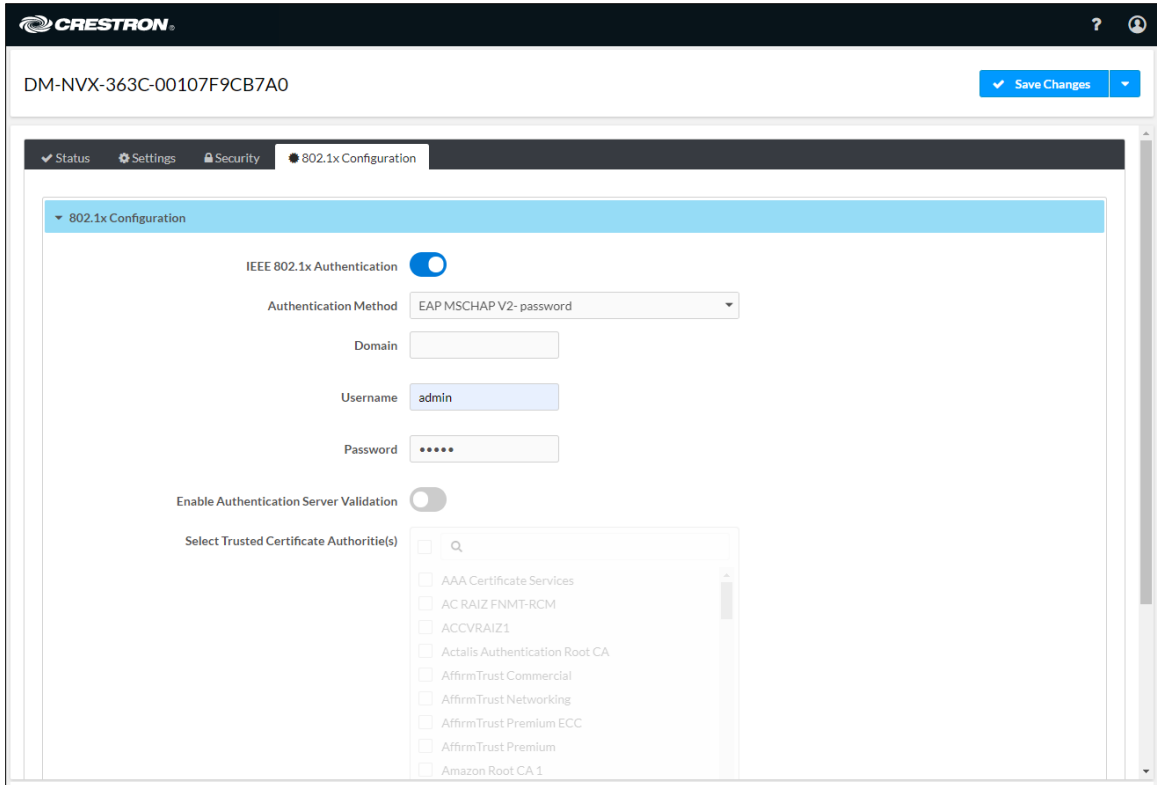 CRESTRON®
?
DM-NVX-363C-00107F9CB7A0
Save Changes
Status Settings Security 802.1x Configuration
802.1x Configuration
IEEE 802.1x Authentication
Authentication Method EAP MSCHAP V2- password
Domain
Username admin
Password •••••
Enable Authentication Server Validation
Select Trusted Certificate Authoritie(s)
AAA Certificate Services
AC RAIZ FNMT-RCM
ACCVRAIZ1
Actalis Authentication Root CA
AffirmTrust Commercial
AffirmTrust Networking
AffirmTrust Premium ECC
AffirmTrust Premium
Amazon Root CA 1